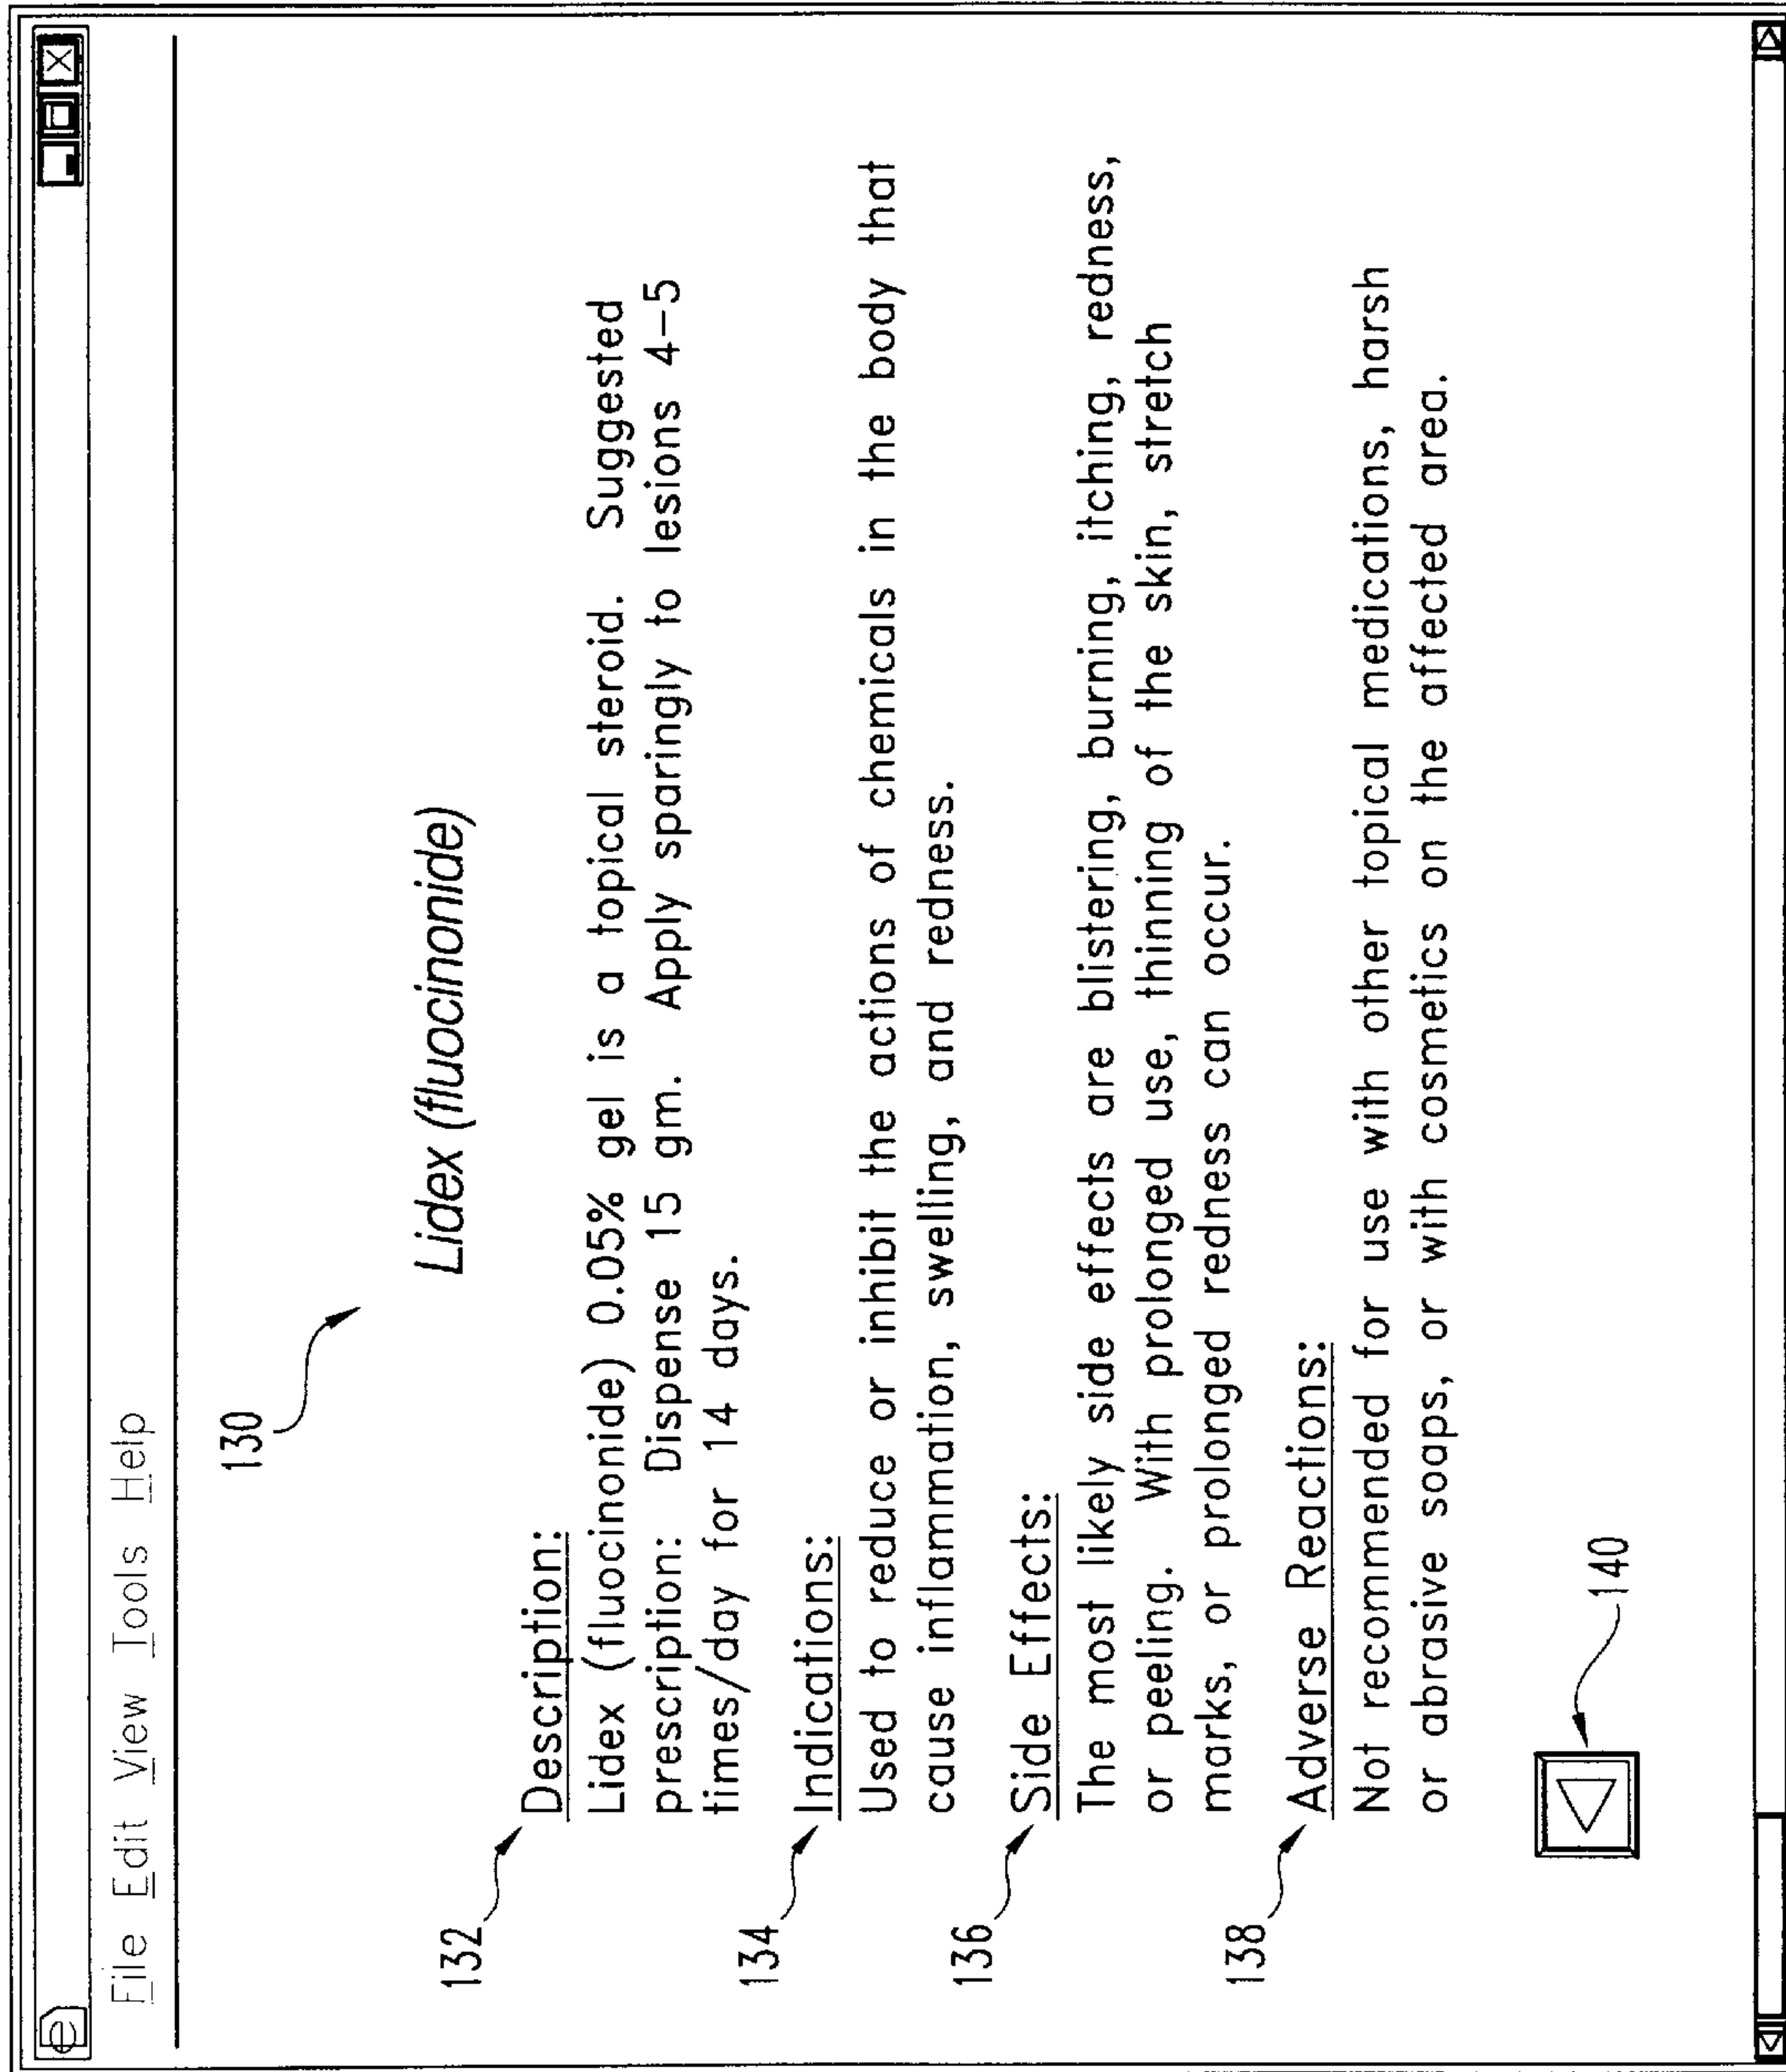 File Edit View Tools Help
130
Lidex (fluocinonide)
132
Description:
Lidex (fluocinonide) 0.05% gel is a topical steroid. Suggested
prescription: Dispense 15 gm. Apply sparingly to lesions 4-5
times/day for 14 days.
134
Indications:
Used to reduce or inhibit the actions of chemicals in the body that
cause inflammation, swelling, and redness.
136
Side Effects:
The most likely side effects are blistering, burning, itching, redness,
or peeling. With prolonged use, thinning of the skin, stretch
marks, or prolonged redness can occur.
138
Adverse Reactions:
Not recommended for use with other topical medications, harsh
or abrasive soaps, or with cosmetics on the affected area.
140